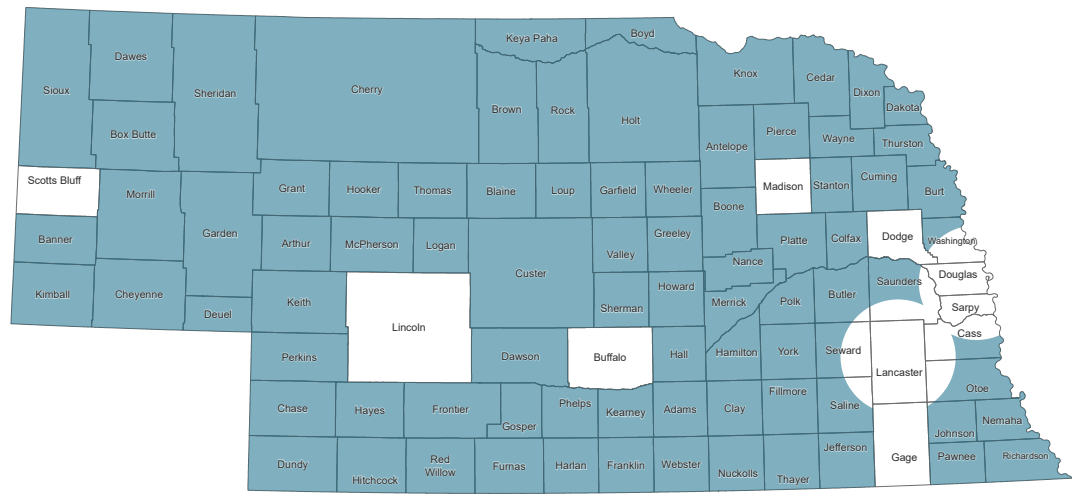 Keya Paha
Boyd
Dawes
Sioux
Sheridan
Cherry
Knox
Cedar
Dixon
Dakota
Brown
Rock
Holt
Box Butte
Antelope
Pierce
Wayne
Thurston
Scotts Bluff
Morrill
Grant
Hooker
Thomas
Blaine
Loup
Garfield
Wheeler
Madison
Stanton
Cuming
Burt
Boone
Banner
Garden
Arthur
McPherson
Logan
Custer
Valley
Greeley
Platte
Colfax
Dodge
Washington
Nance
Kimball
Cheyenne
Deuel
Keith
Lincoln
Sherman
Howard
Merrick
Polk
Butler
Saunders
Douglas
Sarpy
Cass
Perkins
Dawson
Buffalo
Hall
Hamilton
York
Seward
Lancaster
Otoe
Chase
Hayes
Frontier
Gosper
Phelps
Kearney
Adams
Clay
Fillmore
Saline
Johnson
Nemaha
Dundy
Hitchcock
Red
Willow
Furnas
Harlan
Franklin
Webster
Nuckolls
Thayer
Jefferson
Gage
Pawnee
Richardson